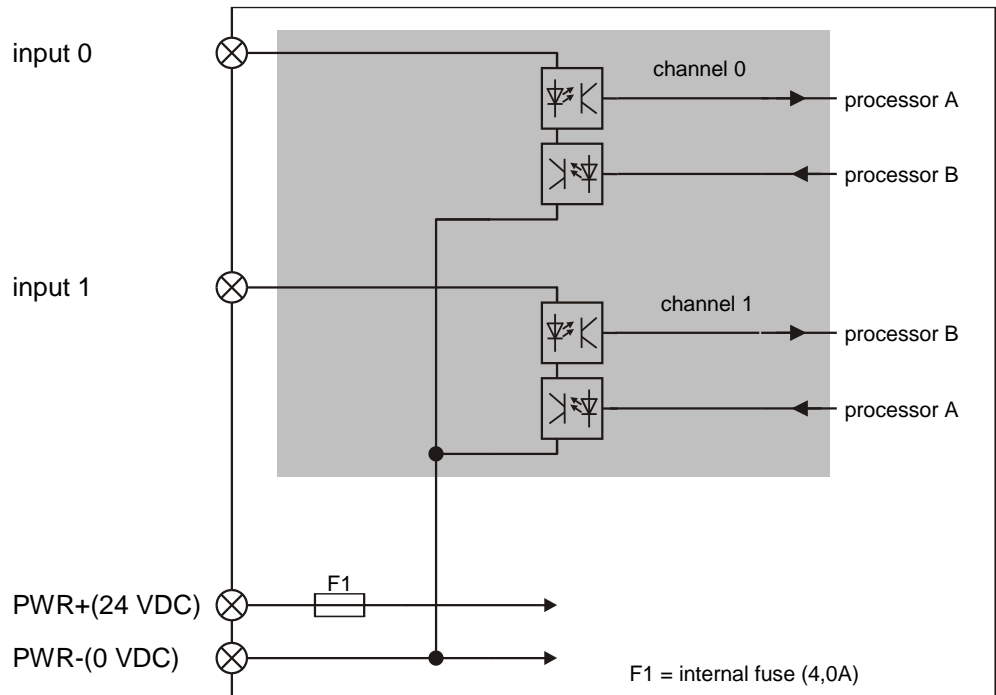 input 0
channel 0
processor A
processor B
input 1
channel 1
processor B
processor A
F1
PWR+(24 VDC)
PWR-(0 VDC)
F1 = internal fuse (4,0A)